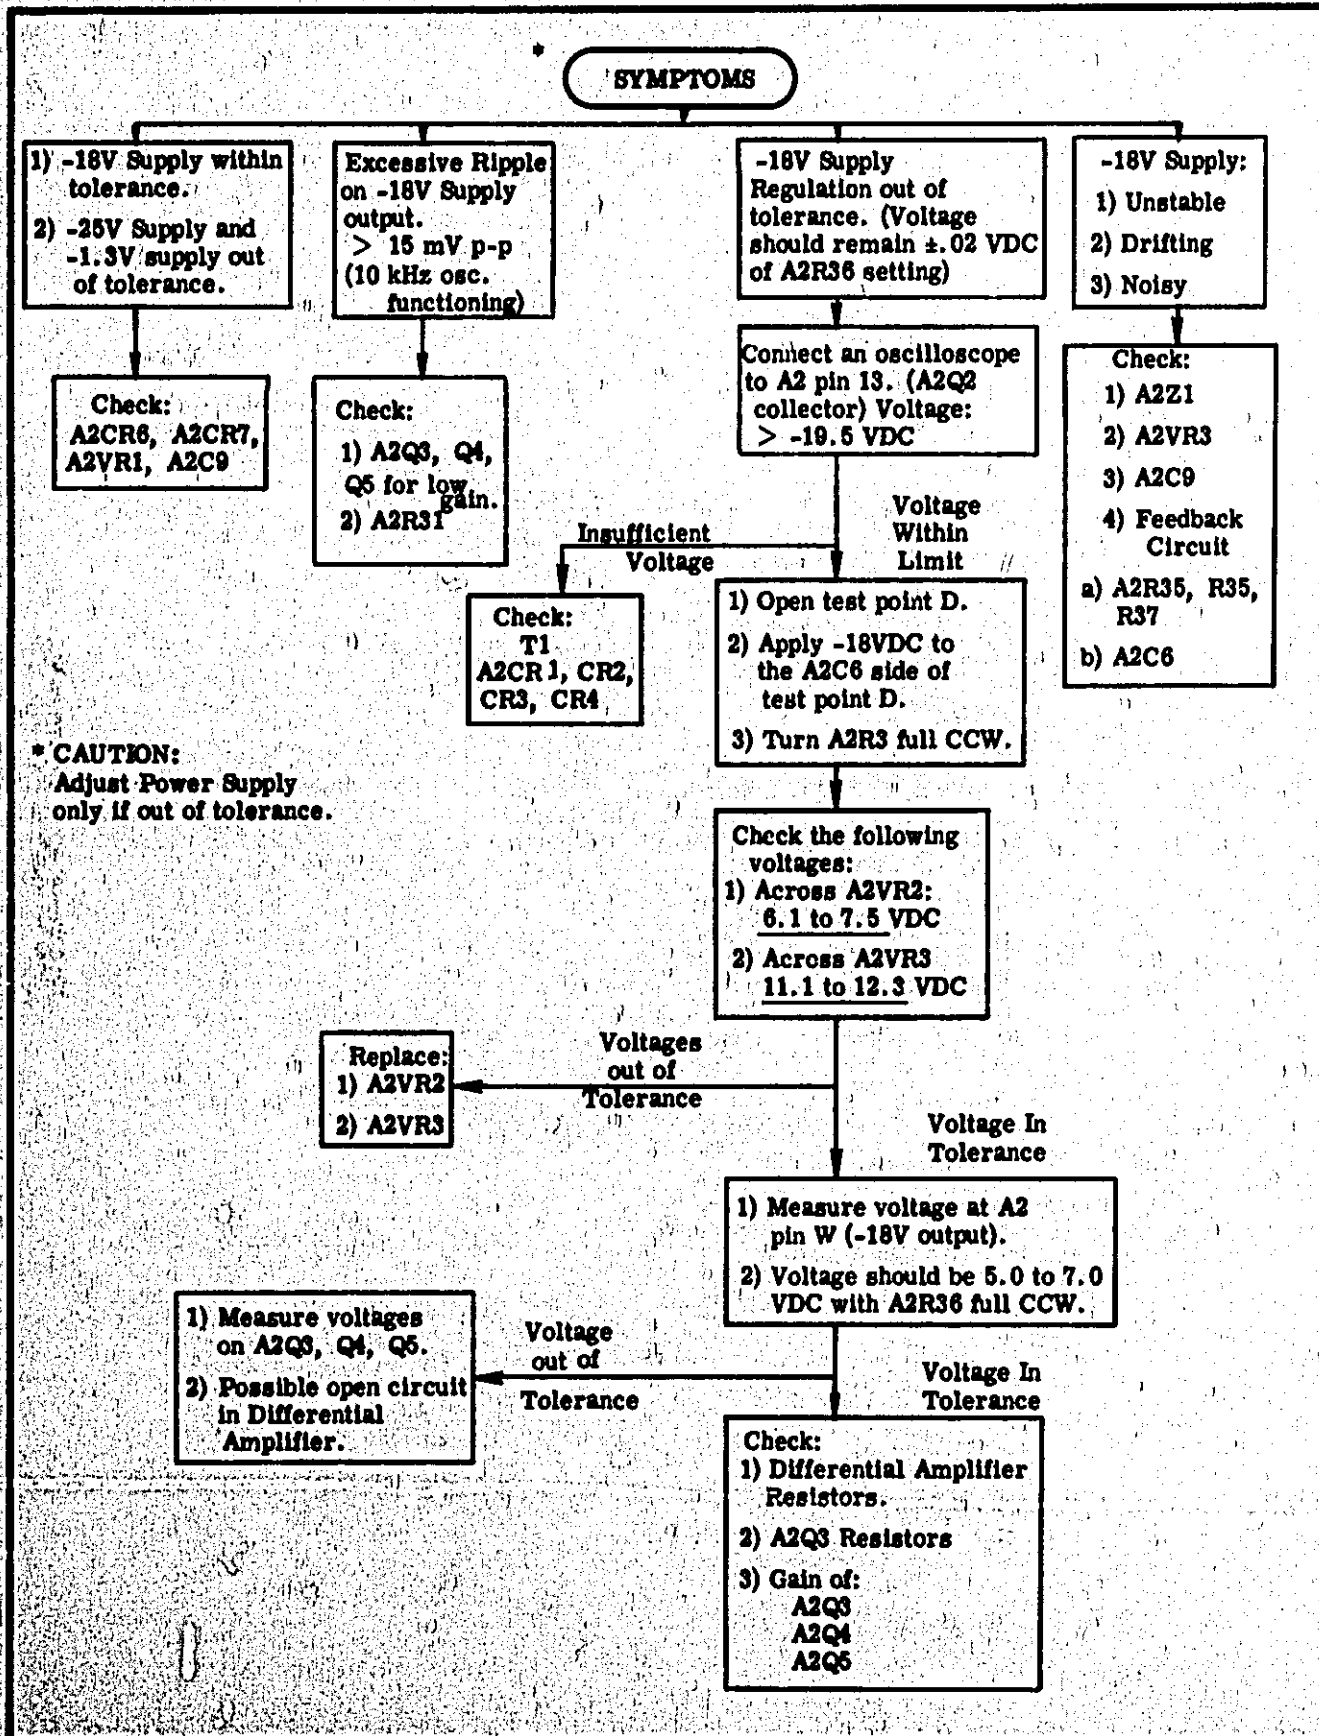 *
SYMPTOMS
1) -18V Supply within
tolerance.
2) -25V Supply and
-1.3V supply out
of tolerance.
Excessive Ripple
on -18V Supply
output.
> 15 mV p-p
(10 kHz osc.
functioning)
-18V Supply
Regulation out of
tolerance. (Voltage
should remain ±.02 VDC
of A2R36 setting)
-18V Supply:
1) Unstable
2) Drifting
3) Noisy
Check:
A2CR6, A2CR7,
A2VR1, A2C9
Check:
1) A2Q3, Q4,
Q5 for low
gain.
2) A2R31
Connect an oscilloscope
to A2 pin 13. (A2Q2
collector) Voltage:
> -19.5 VDC
Check:
1) A2Z1
2) A2VR3
3) A2C9
4) Feedback
Circuit
a) A2R35, R35,
R37
b) A2C6
Insufficient
Voltage
Voltage
Within
Limit
Check:
T1
A2CR1, CR2,
CR3, CR4
1) Open test point D.
2) Apply -18VDC to
the A2C6 side of
test point D.
3) Turn A2R3 full CCW.
* CAUTION:
Adjust Power Supply
only if out of tolerance.
Check the following
voltages:
1) Across A2VR2:
6.1 to 7.5 VDC
2) Across A2VR3
11.1 to 12.3 VDC
Voltages
out of
Tolerance
Replace:
1) A2VR2
2) A2VR3
Voltage In
Tolerance
1) Measure voltage at A2
pin W (-18V output).
2) Voltage should be 5.0 to 7.0
VDC with A2R36 full CCW.
Voltage
out of
Tolerance
1) Measure voltages
on A2Q3, Q4, Q5.
2) Possible open circuit
in Differential
Amplifier.
Voltage In
Tolerance
Check:
1) Differential Amplifier
Resistors.
2) A2Q3 Resistors
3) Gain of:
A2Q3
A2Q4
A2Q5